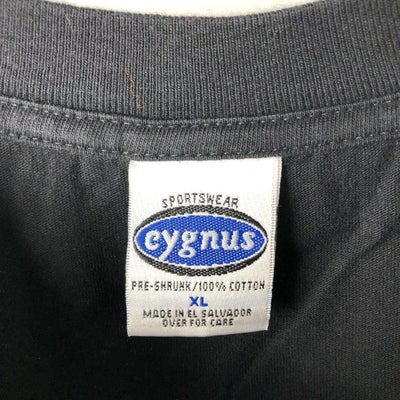 SPORTSWEAR
cygnus
PRE-SHRUNK/100% COTTON
XL
MADE IN EL SALVADOR
OVER FOR CARE